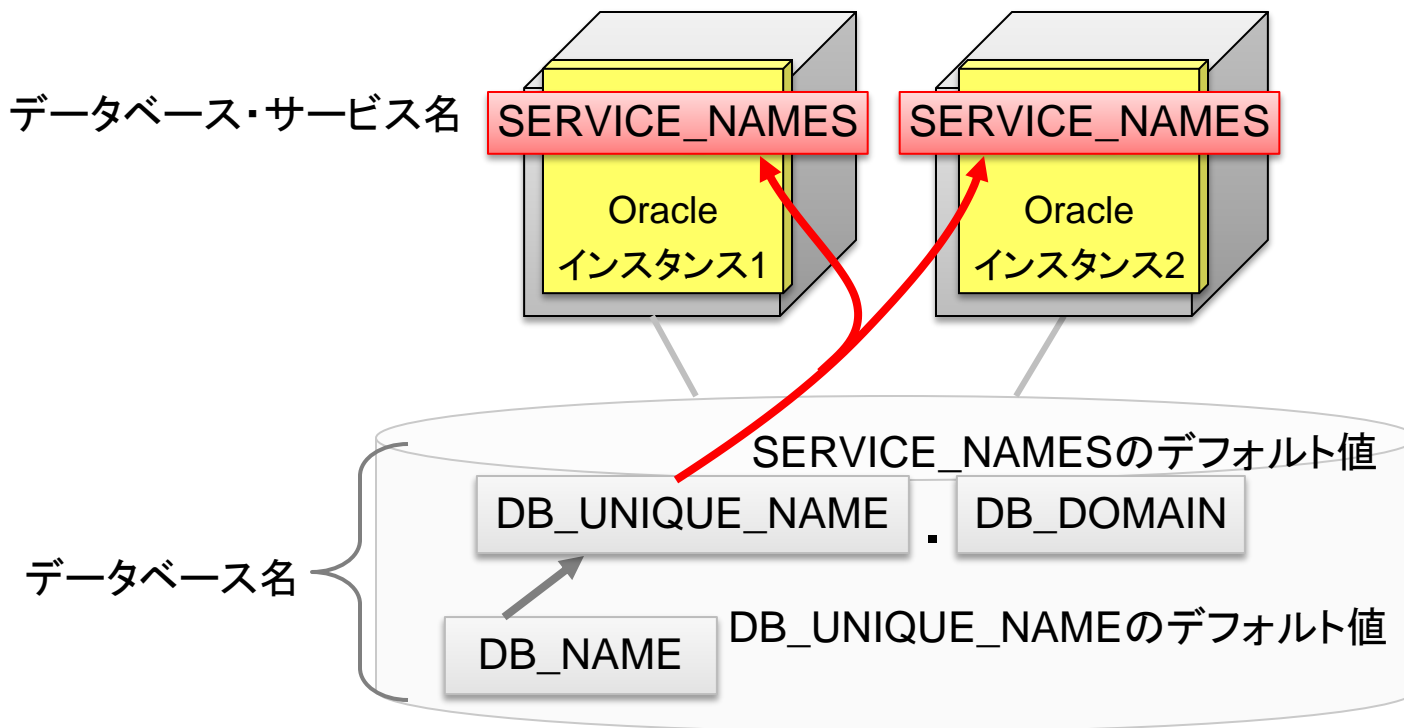 データベース・サービス名
SERVICE_NAMES
SERVICE_NAMES
Oracle
インスタンス1
Oracle
インスタンス2
SERVICE_NAMESのデフォルト値
DB_UNIQUE_NAME . DB_DOMAIN
データベース名
DB_UNIQUE_NAMEのデフォルト値
DB_NAME